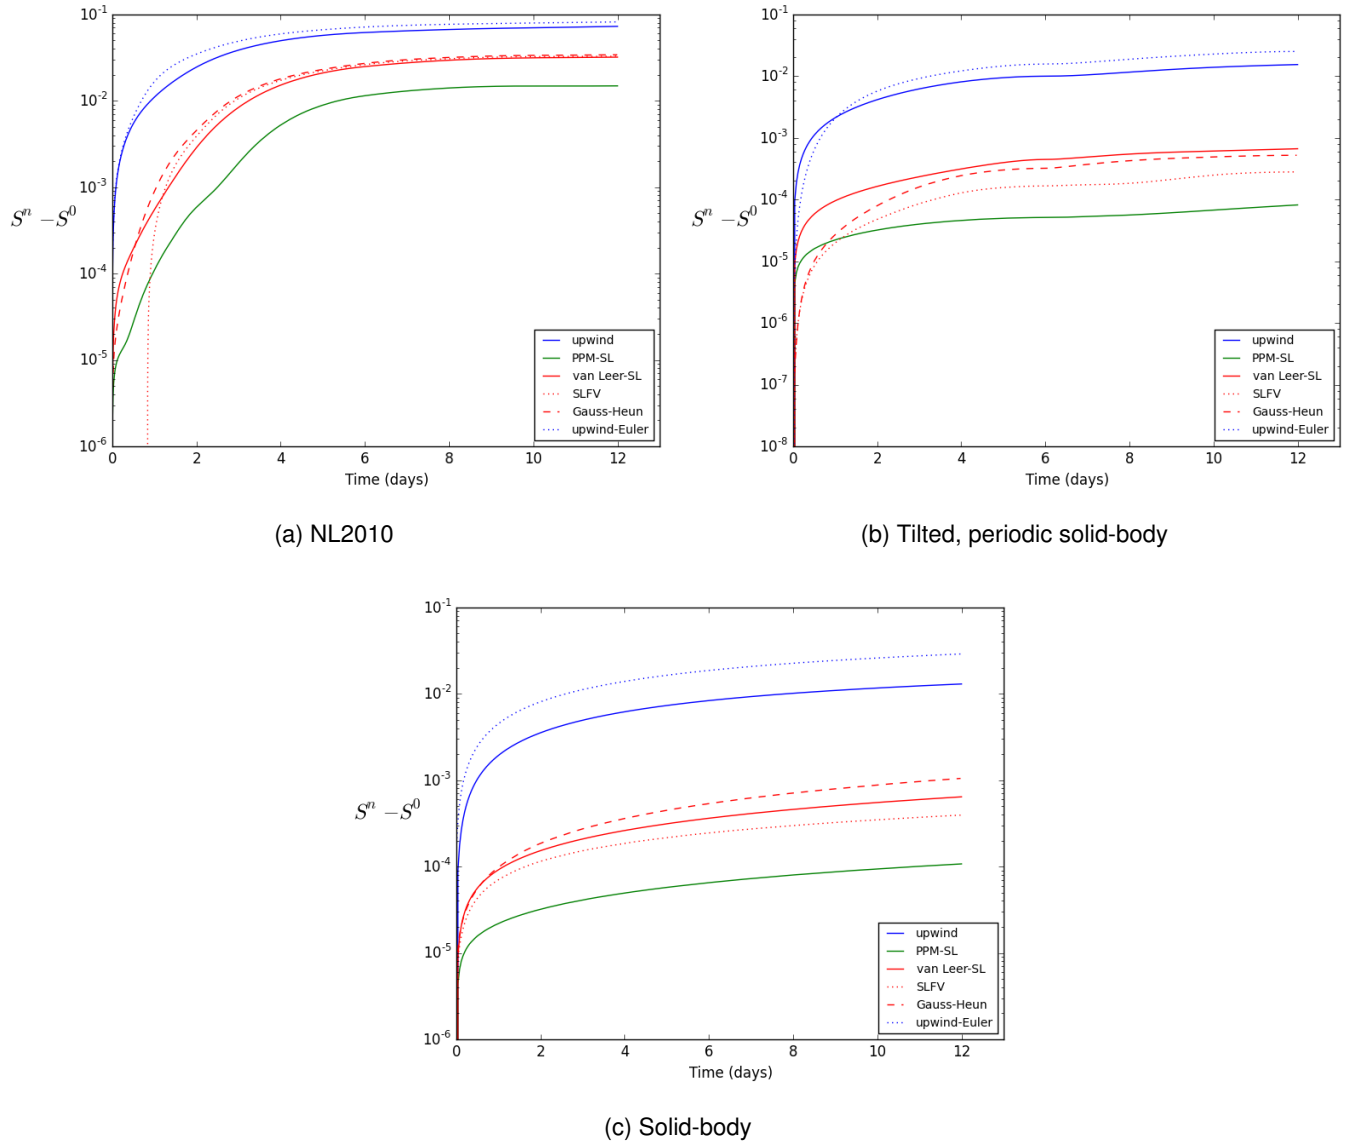 10^-1
10^-2
10^-3
S^n − S^0
10^-4
10^-5
10^-6
0 2 4 6 8 10 12
Time (days)
upwind
PPM-SL
van Leer-SL
SLFV
Gauss-Heun
upwind-Euler
(a) NL2010
10^-1
10^-2
10^-3
10^-4
S^n − S^0
10^-5
10^-6
10^-7
10^-8
0 2 4 6 8 10 12
Time (days)
upwind
PPM-SL
van Leer-SL
SLFV
Gauss-Heun
upwind-Euler
(b) Tilted, periodic solid-body
10^-1
10^-2
10^-3
S^n − S^0
10^-4
10^-5
10^-6
0 2 4 6 8 10 12
Time (days)
upwind
PPM-SL
van Leer-SL
SLFV
Gauss-Heun
upwind-Euler
(c) Solid-body